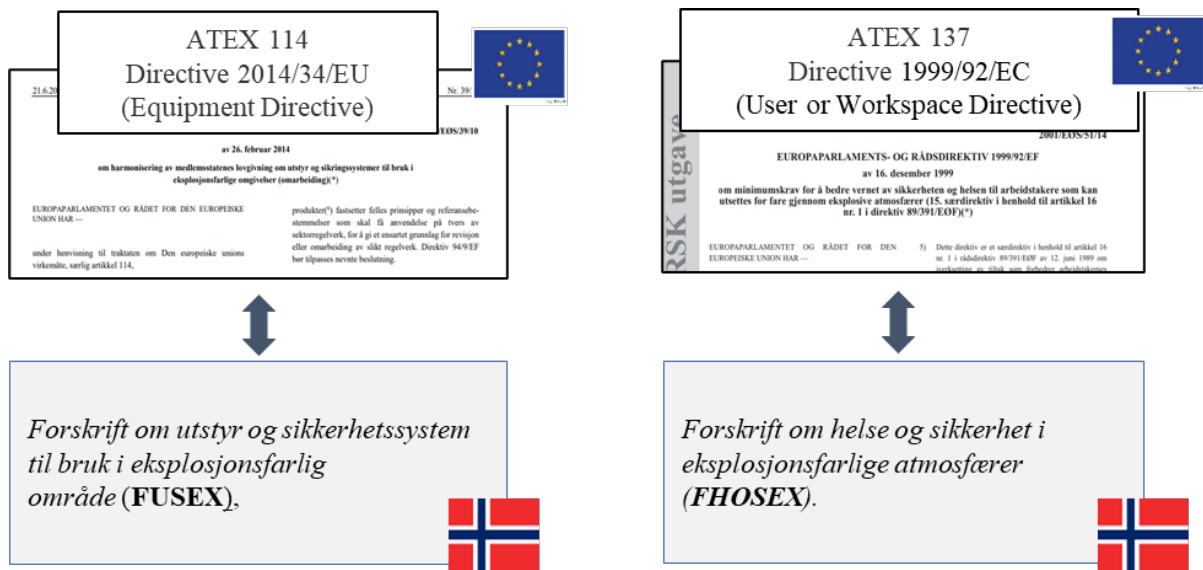 ATEX 114
Directive 2014/34/EU
(Equipment Directive)
21.6.20
Nr. 39/
/EØS/39/10
av 26. februar 2014
om harmonisering av medlemsstatenes lovgivning om utstyr og sikringssystemer til bruk i
eksplosjonsfarlige omgivelser (omarbeiding)(*)
EUROPAPARLAMENTET OG RÅDET FOR DEN EUROPEISKE
UNION HAR —
under henvisning til traktaten om Den europeiske unions
virkemåte, særlig artikkel 114,
produkter(⁶) fastsetter felles prinsipper og referansebe-
stemmelser som skal få anvendelse på tvers av
sektorregelverk, for å gi et ensartet grunnlag for revisjon
eller omarbeiding av slikt regelverk. Direktiv 94/9/EF
bør tilpasses nevnte beslutning.
Forskrift om utstyr og sikkerhetssystem
til bruk i eksplosjonsfarlig
område (FUSEX),
ATEX 137
Directive 1999/92/EC
(User or Workspace Directive)
RSK utgave
2001/EØS/51/14
EUROPAPARLAMENTS- OG RÅDSDIREKTIV 1999/92/EF
av 16. desember 1999
om minimumskrav for å bedre vernet av sikkerheten og helsen til arbeidstakere som kan
utsettes for fare gjennom eksplosive atmosfærer (15. særdirektiv i henhold til artikkel 16
nr. 1 i direktiv 89/391/EØF)(*)
EUROPAPARLAMENTET OG RÅDET FOR DEN
EUROPEISKE UNION HAR —
5) Dette direktiv er et særdirektiv i henhold til artikkel 16
nr. 1 i rådsdirektiv 89/391/EØF av 12. juni 1989 om
iverksetting av tiltak som forbedrer arbeidstakernes
Forskrift om helse og sikkerhet i
eksplosjonsfarlige atmosfærer
(FHOSEX).